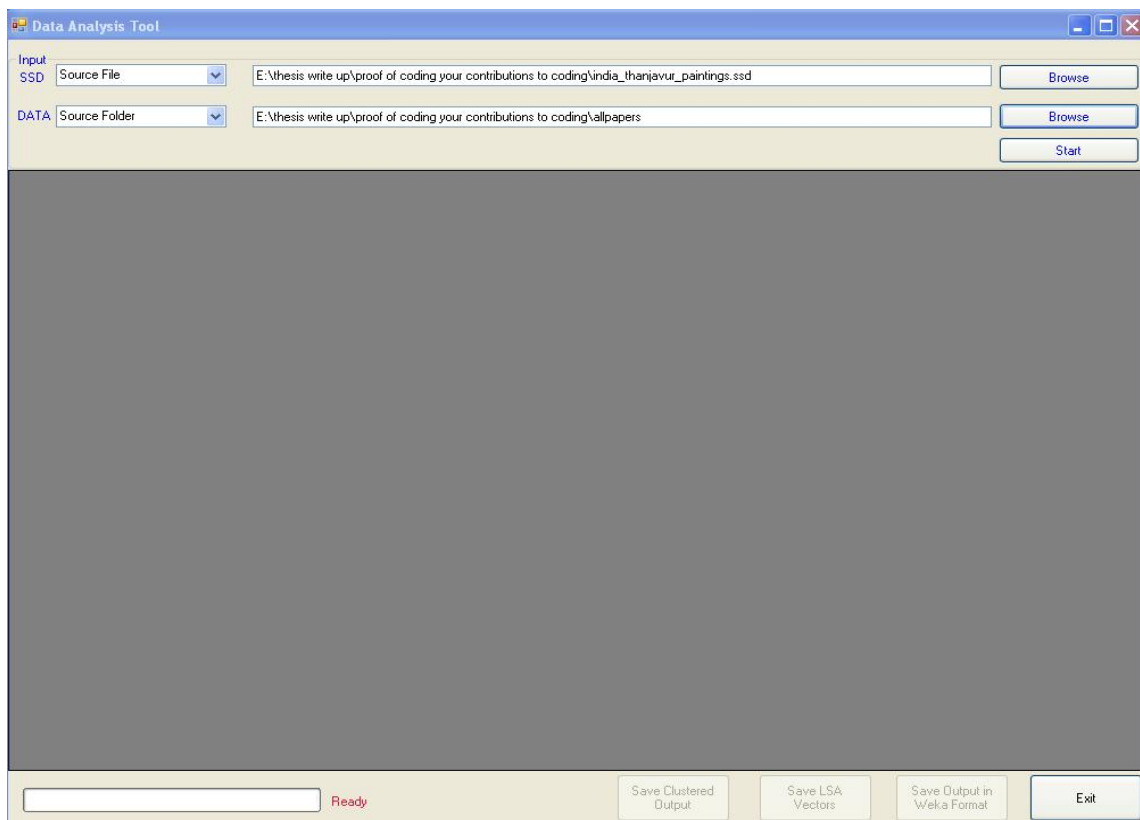 Data Analysis Tool
Input
SSD Source File E:\thesis write up\proof of coding your contributions to coding\india_thanjavur_paintings.ssd Browse
DATA Source Folder E:\thesis write up\proof of coding your contributions to coding\allpapers Browse
Start
Ready
Save Clustered
Output
Save LSA
Vectors
Save Output in
Weka Format
Exit